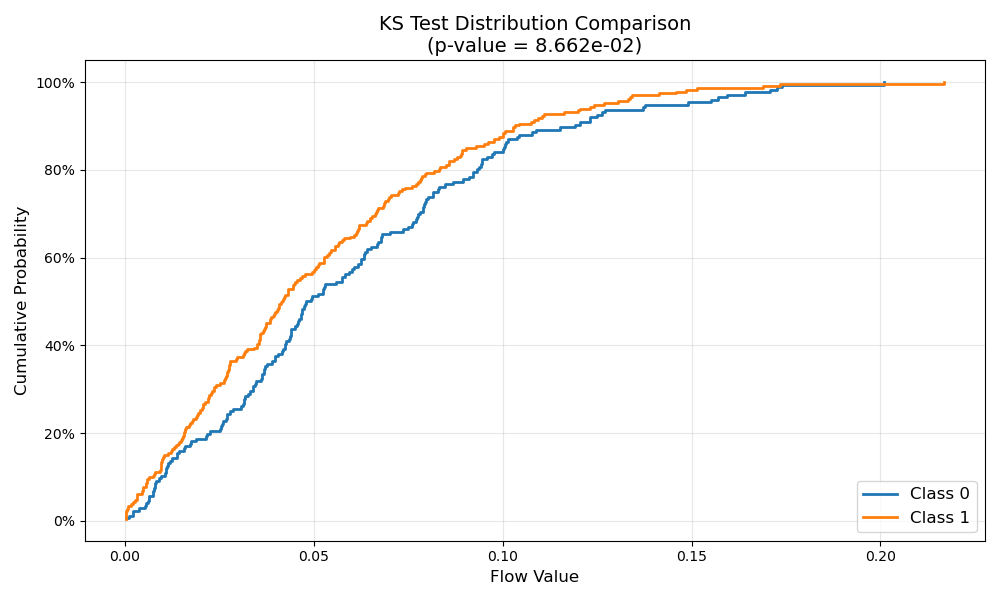 KS Test Distribution Comparison
(p-value = 8.662e-02)
Cumulative Probability
100%
80%
60%
40%
20%
0%
Class 0
Class 1
0.00 0.05 0.10 0.15 0.20
Flow Value